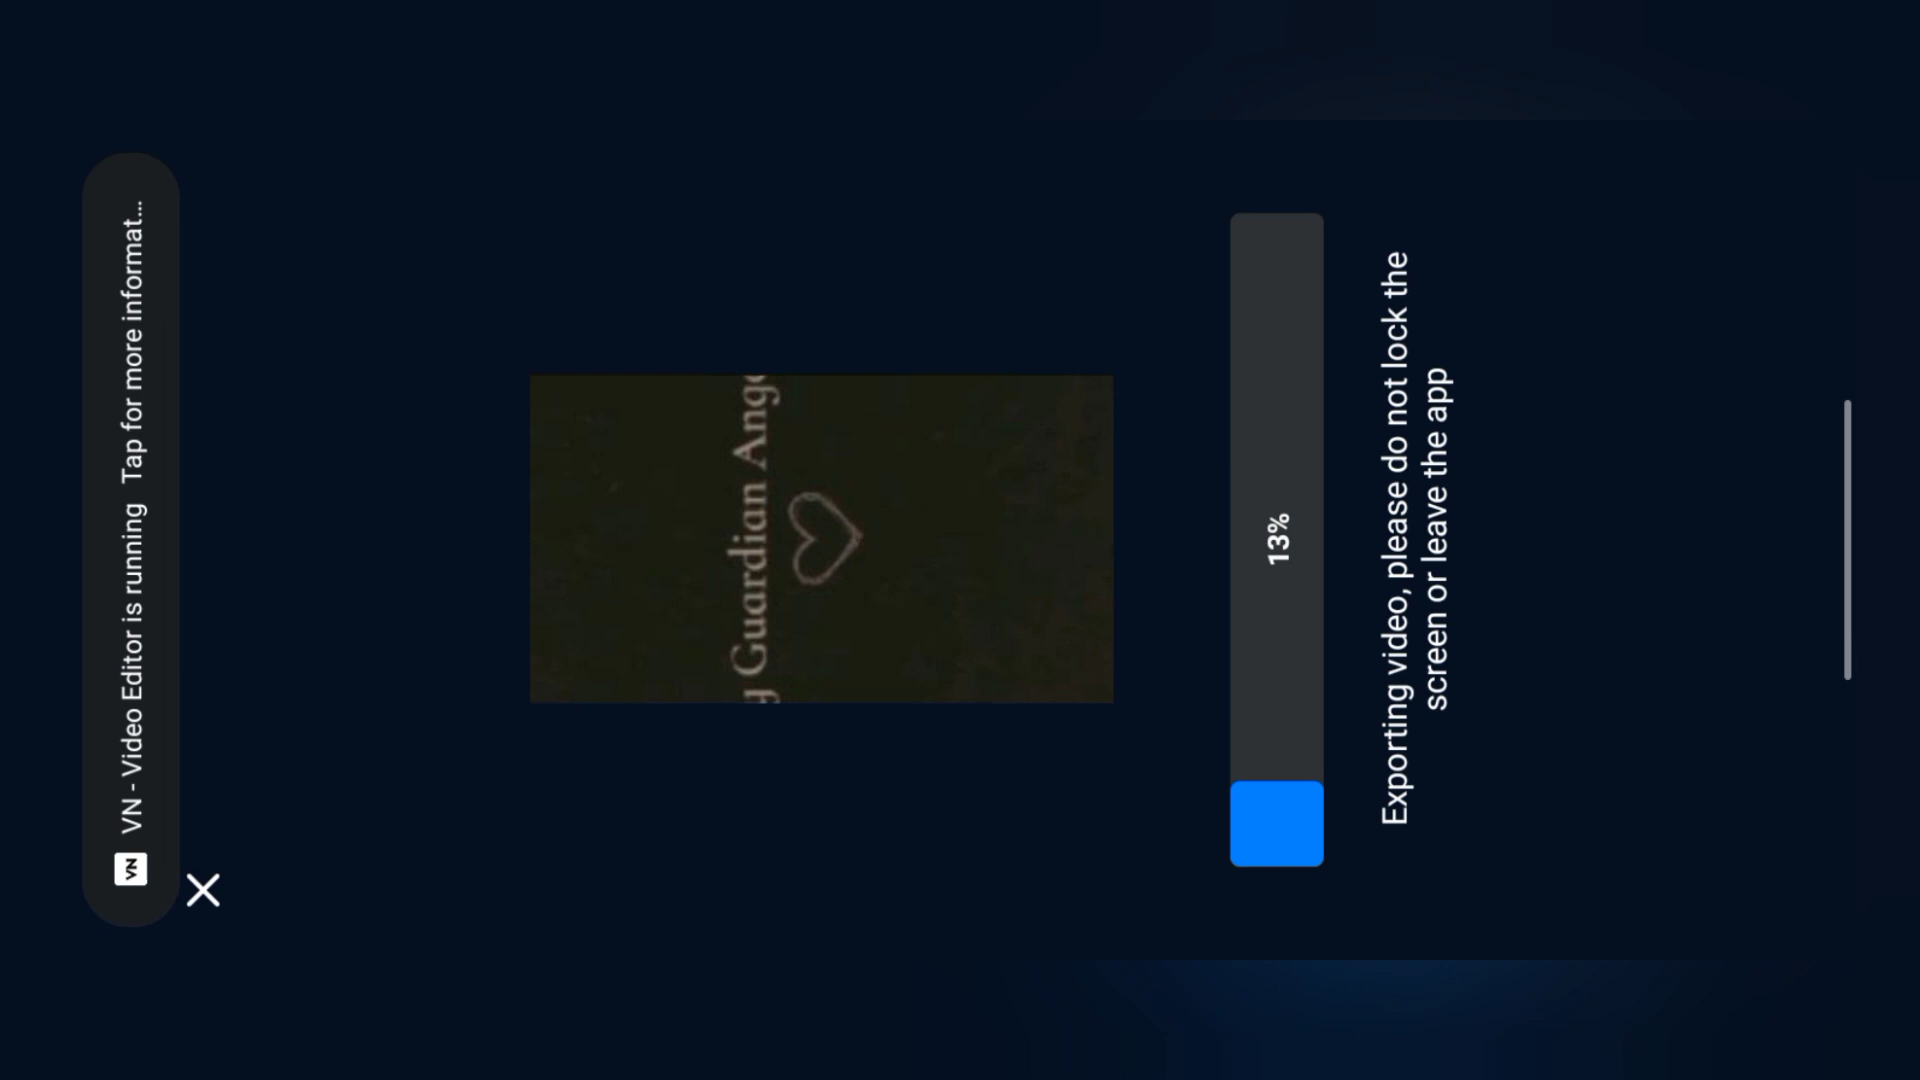 VN
VN - Video Editor is running Tap for more informat...
y Guardian Ang
13%
Exporting video, please do not lock the
screen or leave the app